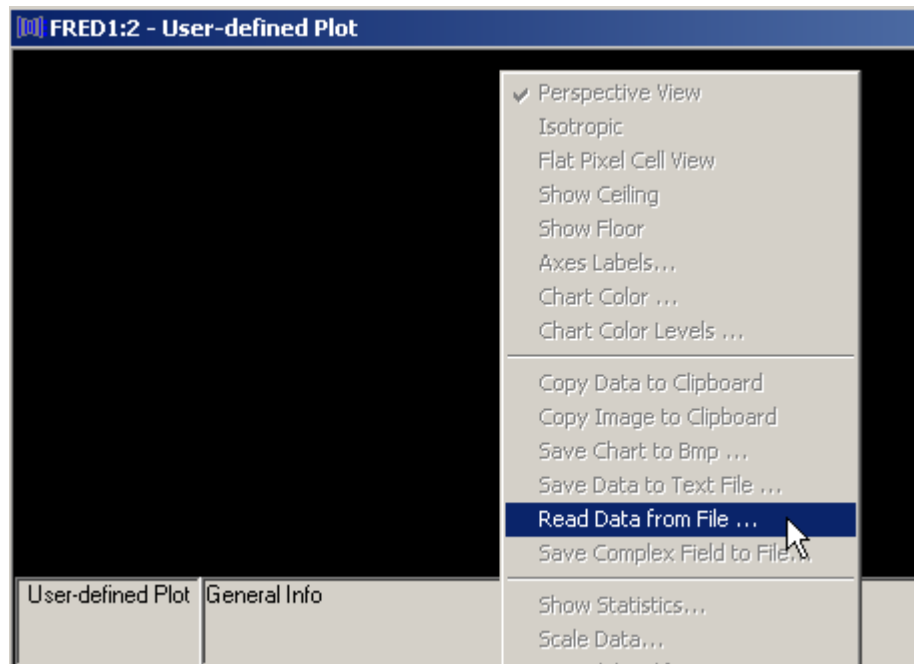 FRED1:2 - User-defined Plot
Perspective View
Isotropic
Flat Pixel Cell View
Show Ceiling
Show Floor
Axes Labels...
Chart Color ...
Chart Color Levels ...
Copy Data to Clipboard
Copy Image to Clipboard
Save Chart to Bmp ...
Save Data to Text File ...
Read Data from File ...
Save Complex Field to File...
User-defined Plot
General Info
Show Statistics...
Scale Data...